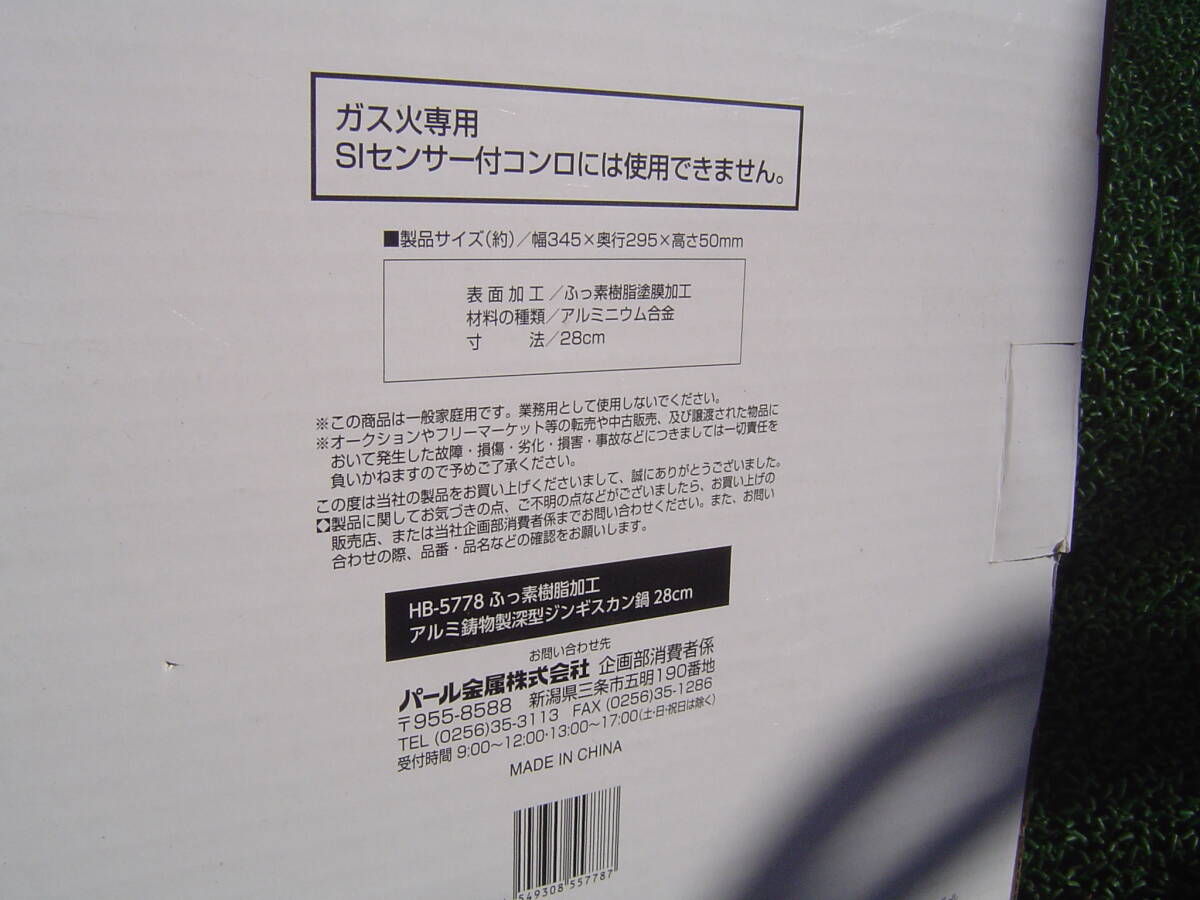 ガス火専用
SIセンサー付コンロには使用できません。
■製品サイズ(約)／幅345×奥行295×高さ50mm
表面加工／ふっ素樹脂塗膜加工
材料の種類／アルミニウム合金
寸　　法／28cm
※この商品は一般家庭用です。業務用として使用しないでください。
※オークションやフリーマーケット等の転売や中古販売、及び譲渡された物品に
おいて発生した故障・損傷・劣化・損害・事故などにつきましては一切責任を
負いかねますので予めご了承ください。
この度は当社の製品をお買い上げくださいまして、誠にありがとうございました。
◆製品に関してお気づきの点、ご不明の点などがございましたら、お買い上げの
販売店、または当社企画部消費者係までお問い合わせください。また、お問い
合わせの際、品番・品名などの確認をお願いします。
HB-5778 ふっ素樹脂加工
アルミ鋳物製深型ジンギスカン鍋 28cm
お問い合わせ先
パール金属株式会社 企画部消費者係
〒955-8588 新潟県三条市五明190番地
TEL (0256)35-3113 FAX (0256)35-1286
受付時間 9:00～12:00・13:00～17:00(土・日・祝日は除く)
MADE IN CHINA
549308 557787